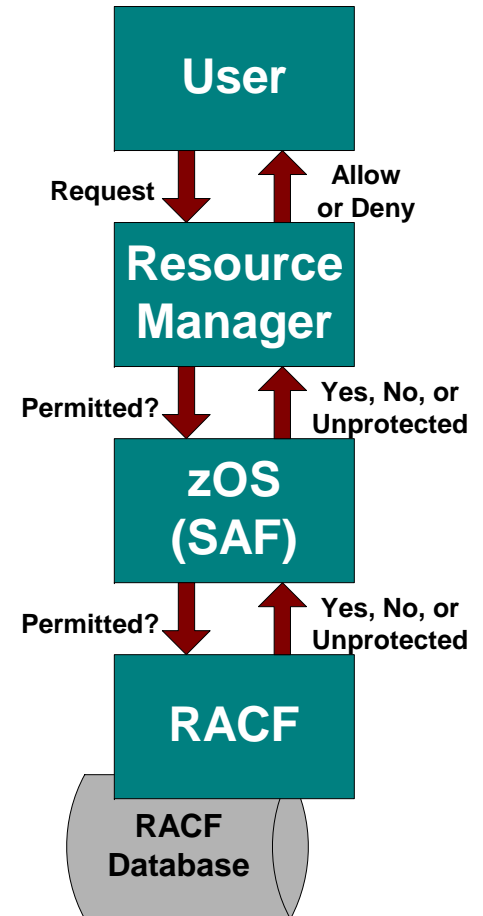 User
Request
Allow
or Deny
Resource
Manager
Permitted?
Yes, No, or
Unprotected
zOS
(SAF)
Permitted?
Yes, No, or
Unprotected
RACF
RACF
Database